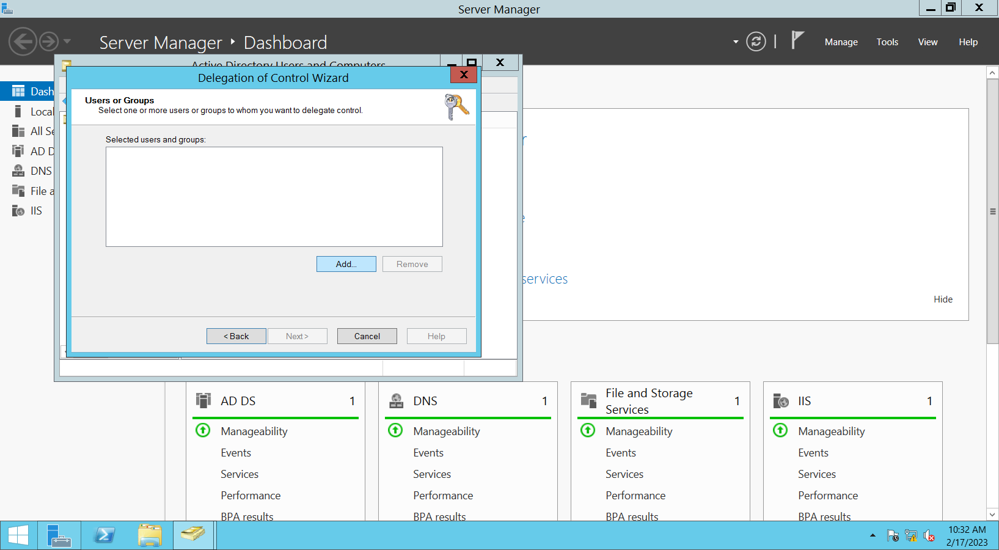 Server Manager
Server Manager
Dashboard
Manage
Tools
View
Help
Active Directory Users and Computers
Delegation of Control Wizard
Users or Groups
Select one or more users or groups to whom you want to delegate control.
Selected users and groups:
Add...
Remove
< Back
Next >
Cancel
Help
Dash
Local
All Se
AD D
DNS
File a
IIS
r
e
services
Hide
AD DS 1
Manageability
Events
Services
Performance
BPA results
DNS 1
Manageability
Events
Services
Performance
BPA results
File and Storage
Services 1
Manageability
Events
Services
Performance
BPA results
IIS 1
Manageability
Events
Services
Performance
BPA results
10:32 AM
2/17/2023